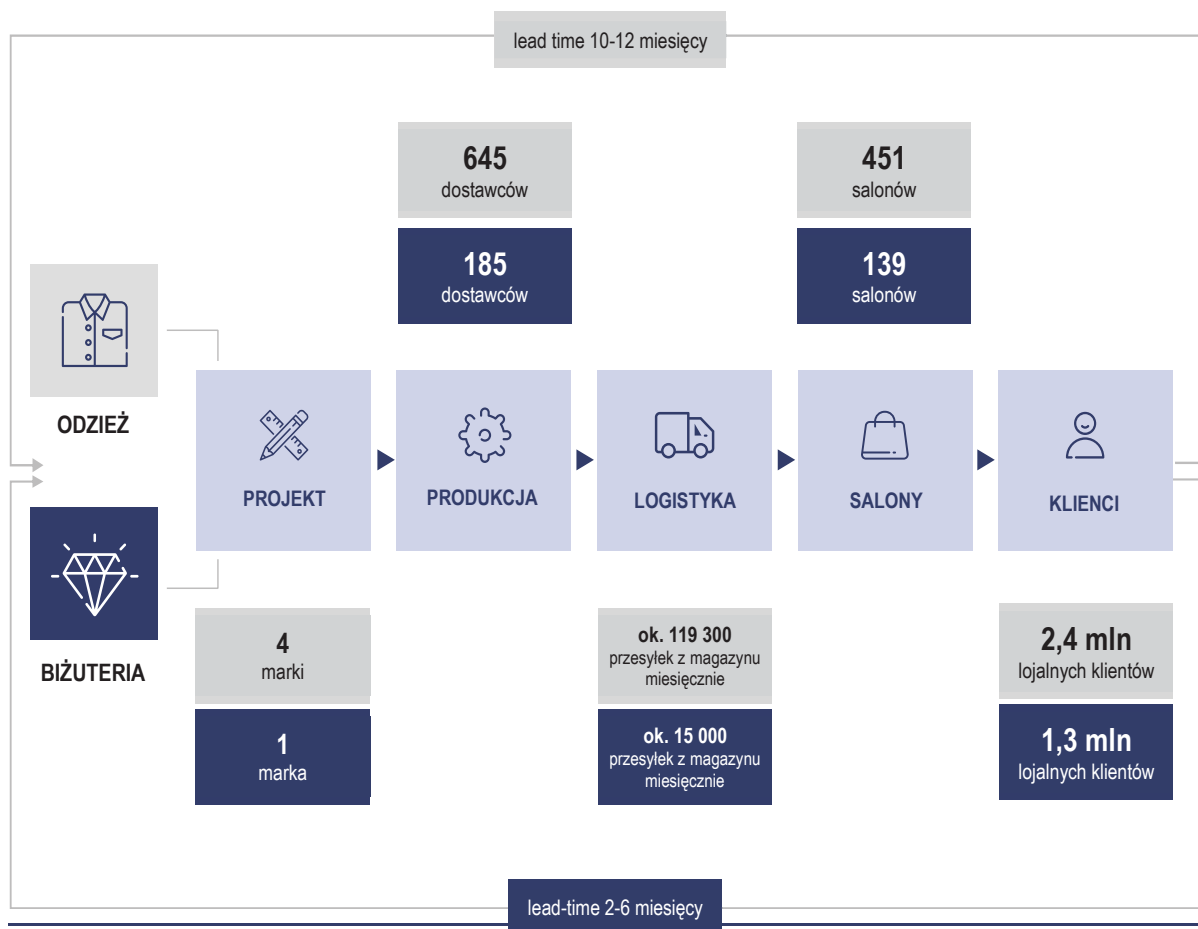 lead time 10-12 miesięcy
645
dostawców
451
salonów
185
dostawców
139
salonów
ODZIEŻ
PROJEKT
PRODUKCJA
LOGISTYKA
SALONY
KLIENCI
BIŻUTERIA
4
marki
ok. 119 300
przesyłek z magazynu
miesięcznie
2,4 mln
lojalnych klientów
1
marka
ok. 15 000
przesyłek z magazynu
miesięcznie
1,3 mln
lojalnych klientów
lead-time 2-6 miesięcy